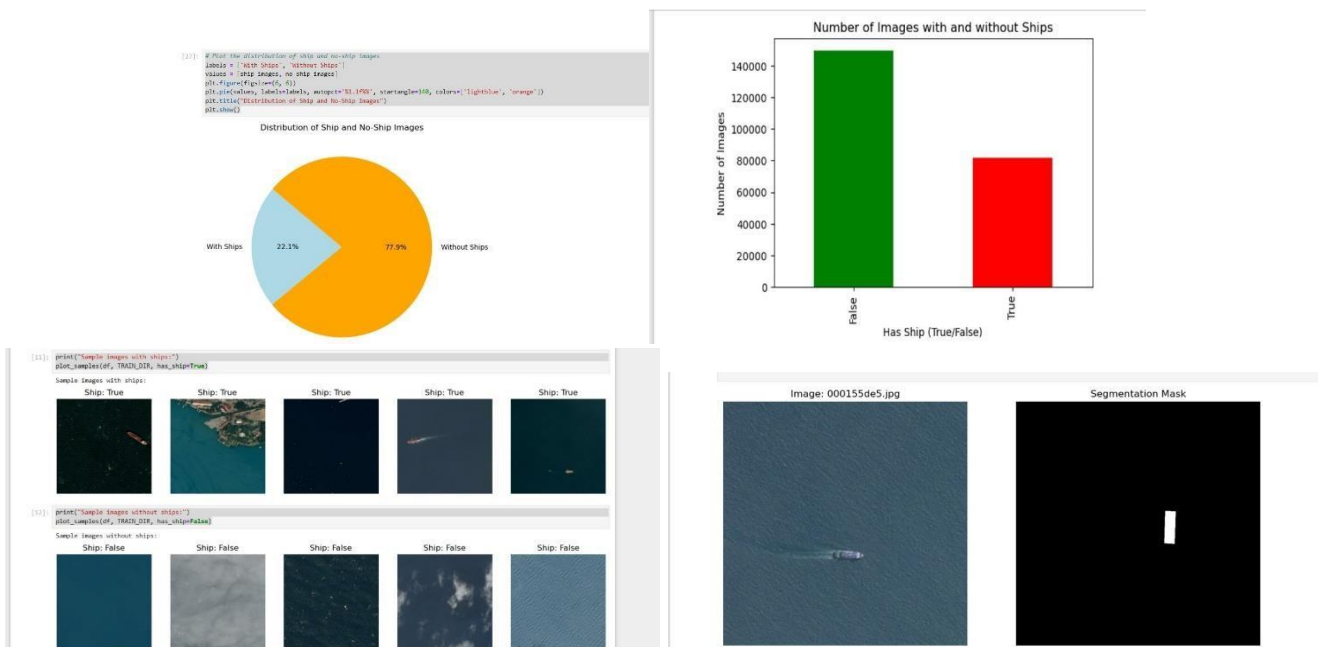 [17]: # Plot the distribution of ship and no-ship images
labels = ['With Ships', 'Without Ships']
values = [ship_images, no_ship_images]
plt.figure(figsize=(6, 6))
plt.pie(values, labels=labels, autopct='%1.1f%%', startangle=140, colors=['lightblue', 'orange'])
plt.title("Distribution of Ship and No-Ship Images")
plt.show()
Distribution of Ship and No-Ship Images
With Ships
22.1%
77.9%
Without Ships
Number of Images with and without Ships
Number of Images
140000
120000
100000
80000
60000
40000
20000
0
False
True
Has Ship (True/False)
[11]: print("Sample images with ships:")
plot_samples(df, TRAIN_DIR, has_ship=True)
Sample images with ships:
Ship: True
Ship: True
Ship: True
Ship: True
Ship: True
print("Sample images without ships:")
plot_samples(df, TRAIN_DIR, has_ship=False)
Sample images without ships:
Ship: False
Ship: False
Ship: False
Ship: False
Ship: False
Image: 000155de5.jpg
Segmentation Mask